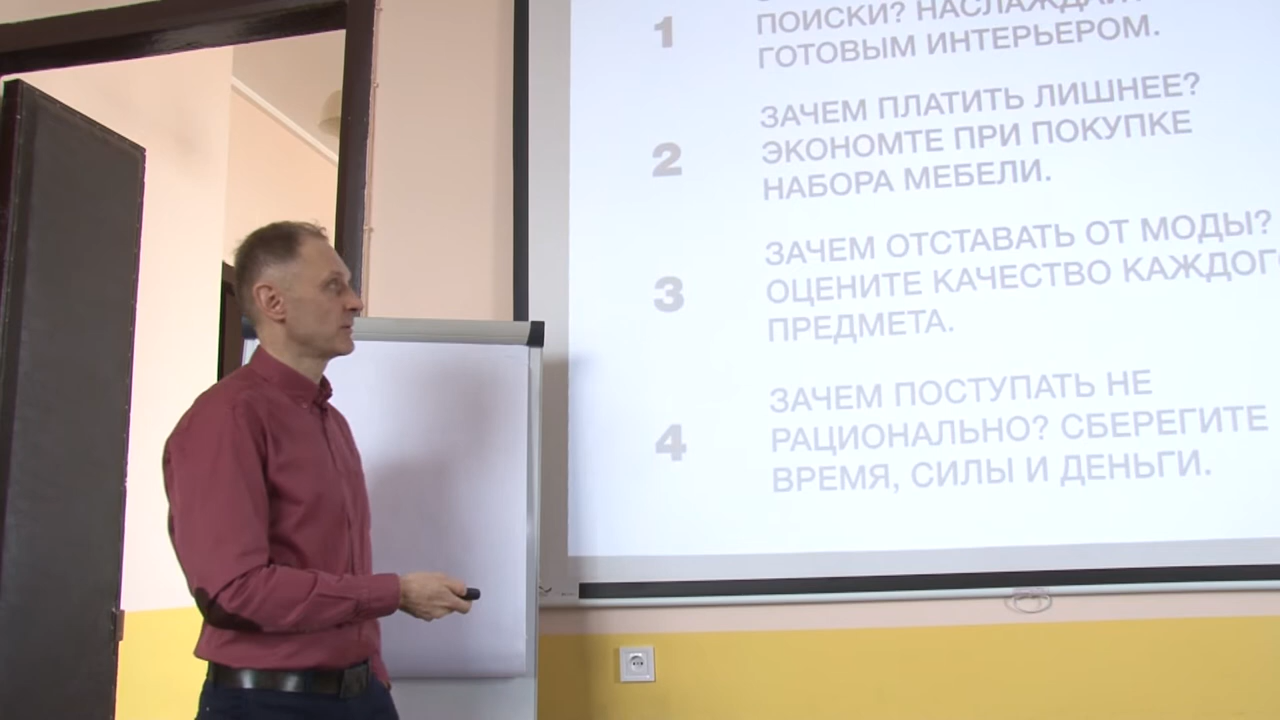 1
ПОИСКИ?
ГОТОВЫМ ИНТЕРЬЕРОМ.
2
ЗАЧЕМ ПЛАТИТЬ ЛИШНЕЕ?
ЭКОНОМТЕ ПРИ ПОКУПКЕ
НАБОРА МЕБЕЛИ.
3
ЗАЧЕМ ОТСТАВАТЬ ОТ МОДЫ?
ОЦЕНИТЕ КАЧЕСТВО КАЖДОГО
ПРЕДМЕТА.
4
ЗАЧЕМ ПОСТУПАТЬ НЕ
РАЦИОНАЛЬНО? СБЕРЕГИТЕ
ВРЕМЯ, СИЛЫ И ДЕНЬГИ.